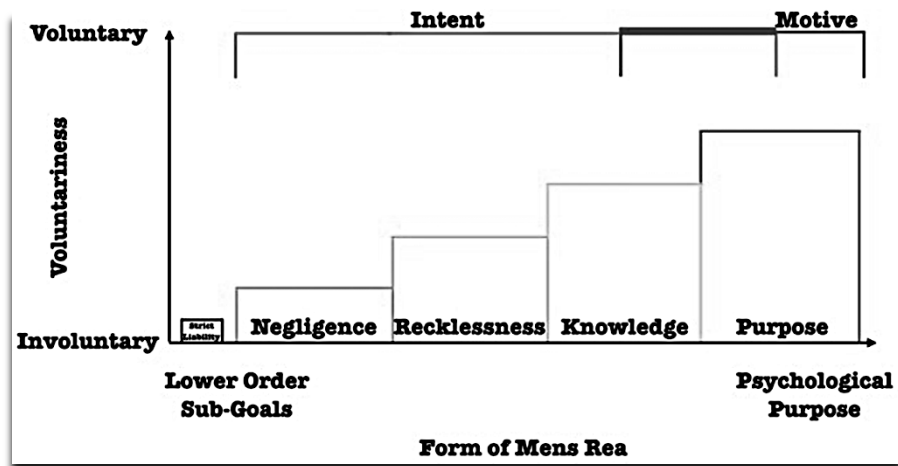 Intent
Motive
Voluntary
Voluntariness
Strict
Liability
Negligence
Recklessness
Knowledge
Purpose
Involuntary
Lower Order
Sub-Goals
Psychological
Purpose
Form of Mens Rea